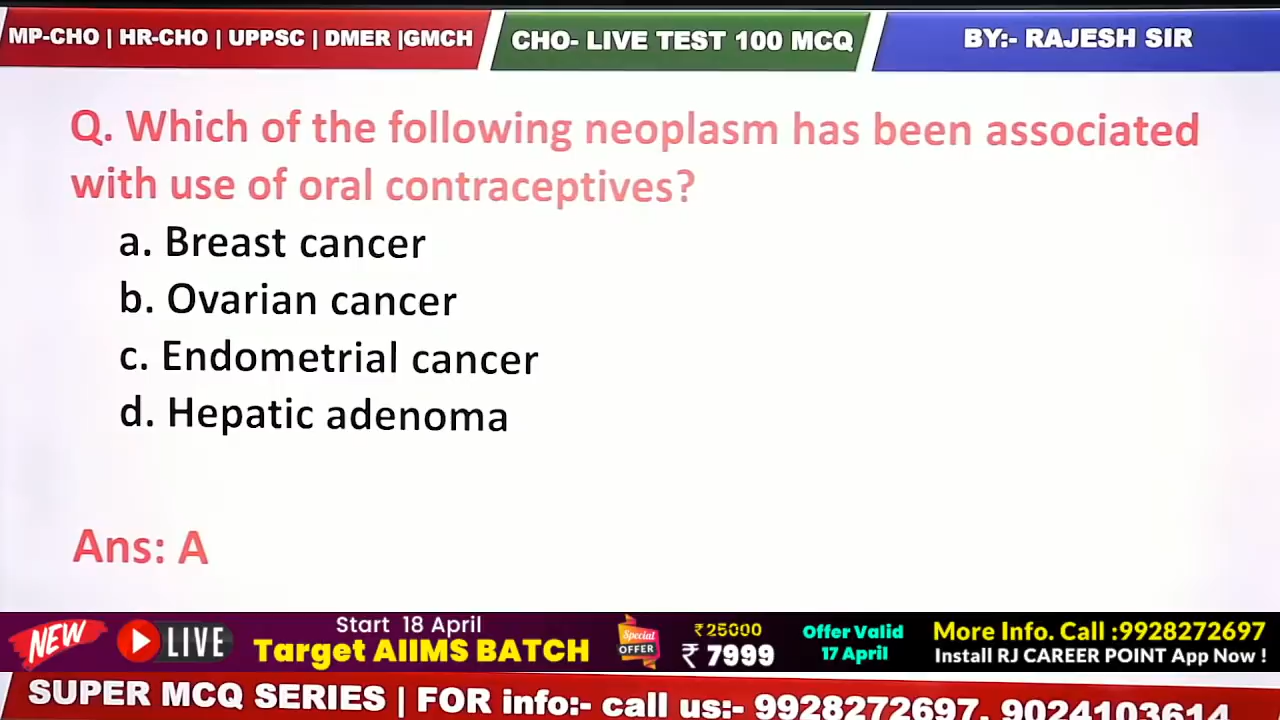 MP-CHO | HR-CHO | UPPSC | DMER |GMCH
CHO- LIVE TEST 100 MCQ
BY:- RAJESH SIR
Q. Which of the following neoplasm has been associated
with use of oral contraceptives?
a. Breast cancer
b. Ovarian cancer
c. Endometrial cancer
d. Hepatic adenoma
Ans: A
NEW
LIVE
Start 18 April
Target AIIMS BATCH
Special
OFFER
₹25000
₹ 7999
Offer Valid
17 April
More Info. Call :9928272697
Install RJ CAREER POINT App Now !
SUPER MCQ SERIES | FOR info:- call us:- 9928272697, 9024103614